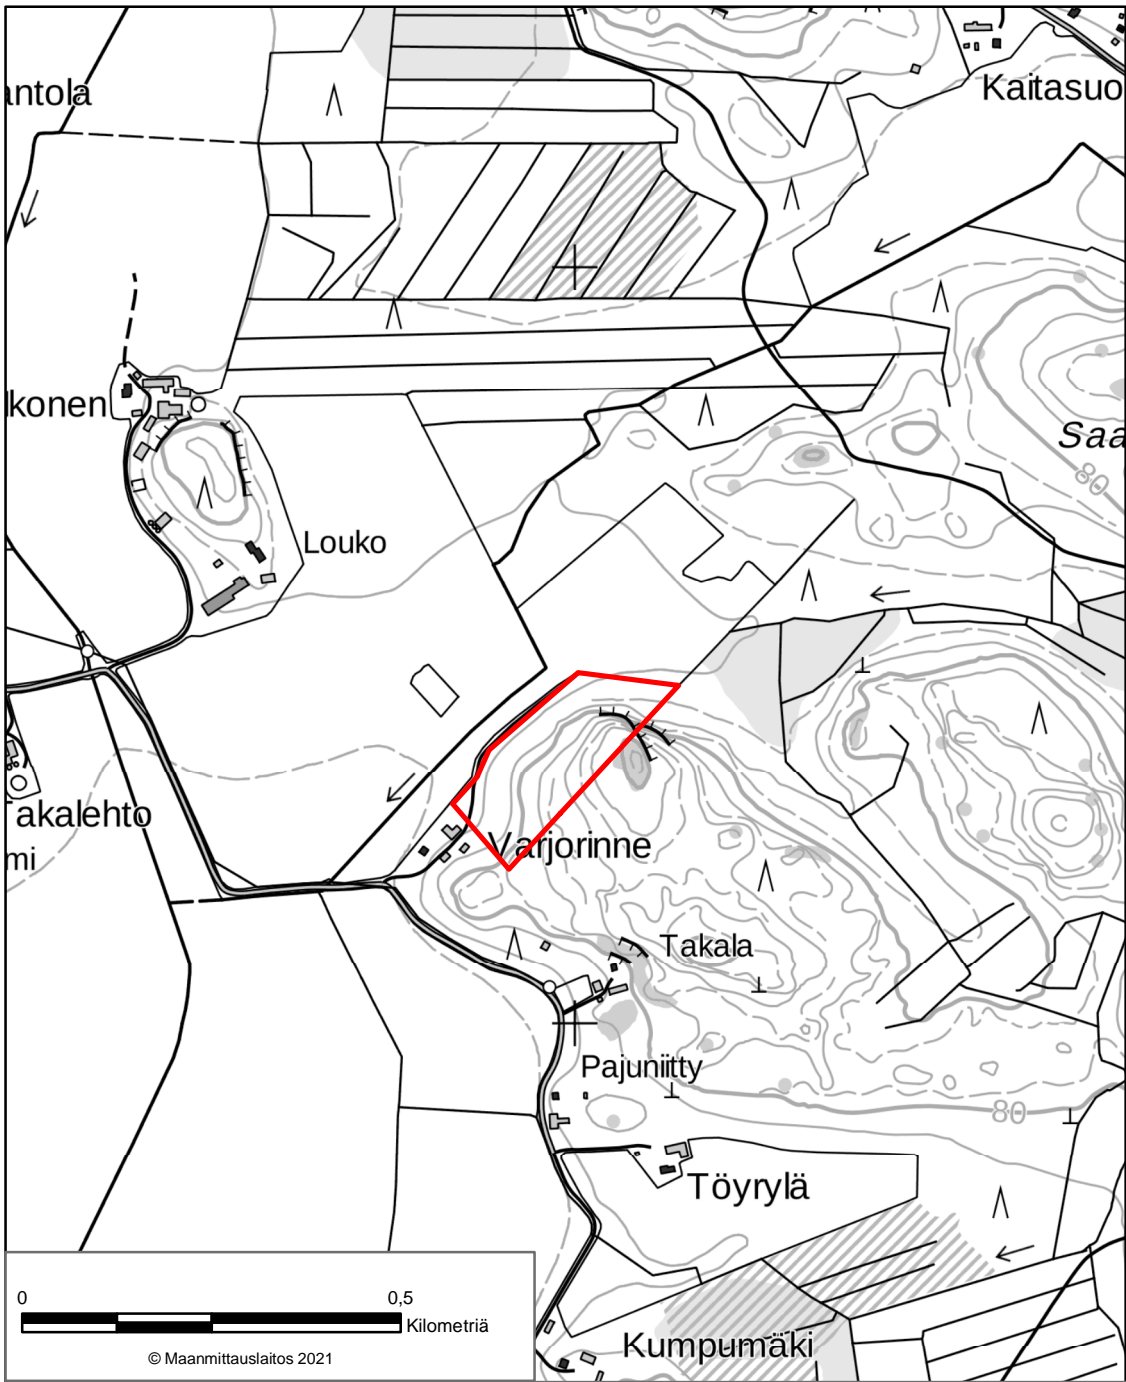 antola
Kaitasuo
konen
Saa
80
Louko
akalehto
mi
Varjorinne
Takala
Pajuniitty
80
Töyrylä
0 0,5
Kilometriä
© Maanmittauslaitos 2021
Kumpumäki